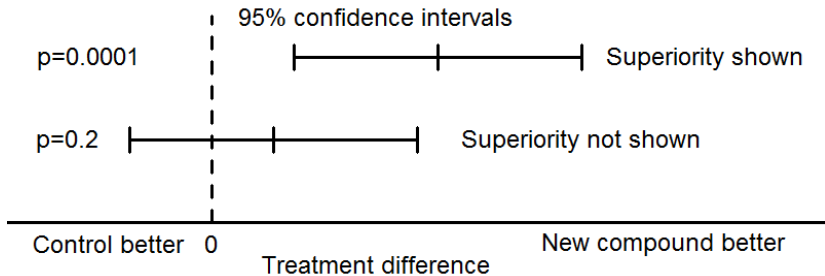 95% confidence intervals
p=0.0001 Superiority shown
p=0.2 Superiority not shown
Control better 0 New compound better
Treatment difference